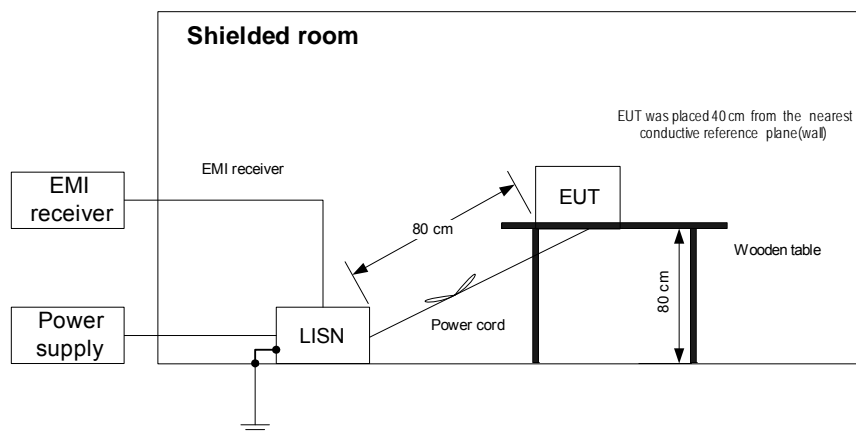 Shielded room
EUT was placed 40 cm from the nearest
conductive reference plane(wall)
EMI receiver
EMI
receiver
EUT
80 cm
Wooden table
80 cm
Power
supply
LISN
Power cord